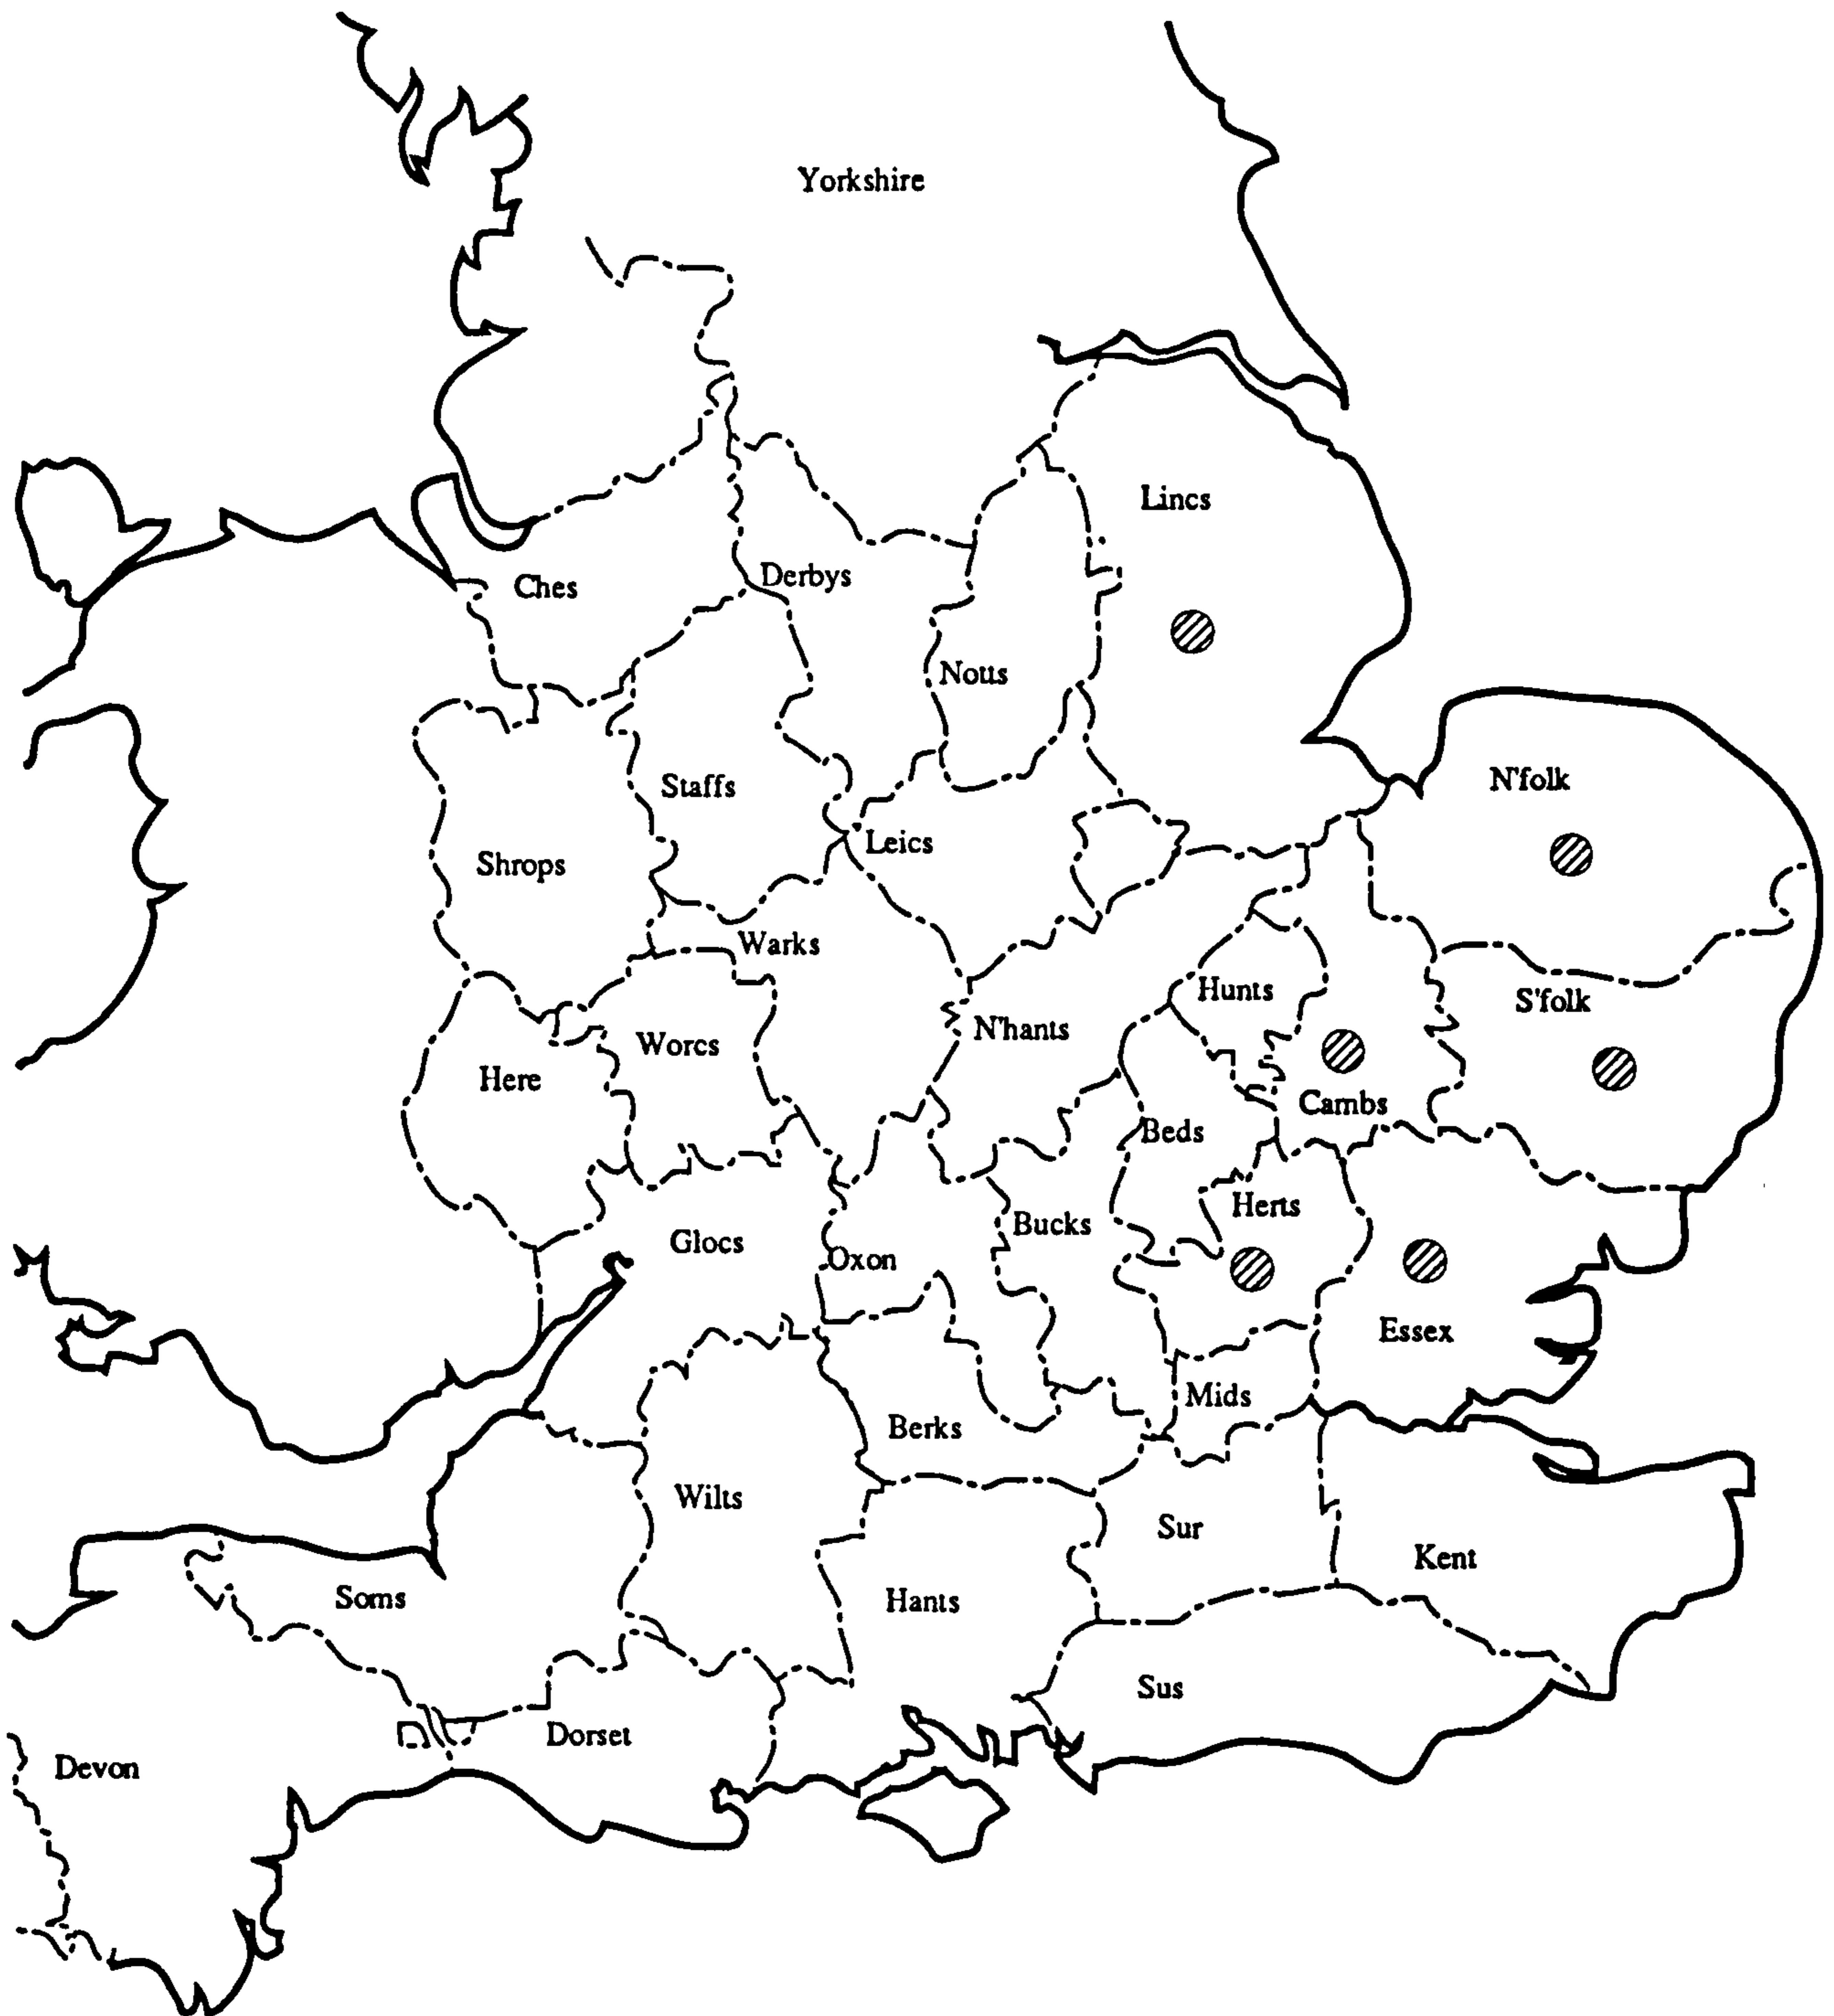 Yorkshire
Lincs
Ches
Derbys
Notts
N'folk
Staffs
Leics
Shrops
Warks
Hunts
S'folk
N'hants
Worcs
Here
Cambs
Beds
Herts
Bucks
Glocs
Oxon
Essex
Mids
Berks
Wilts
Sur
Kent
Soms
Hants
Sus
Dorset
Devon